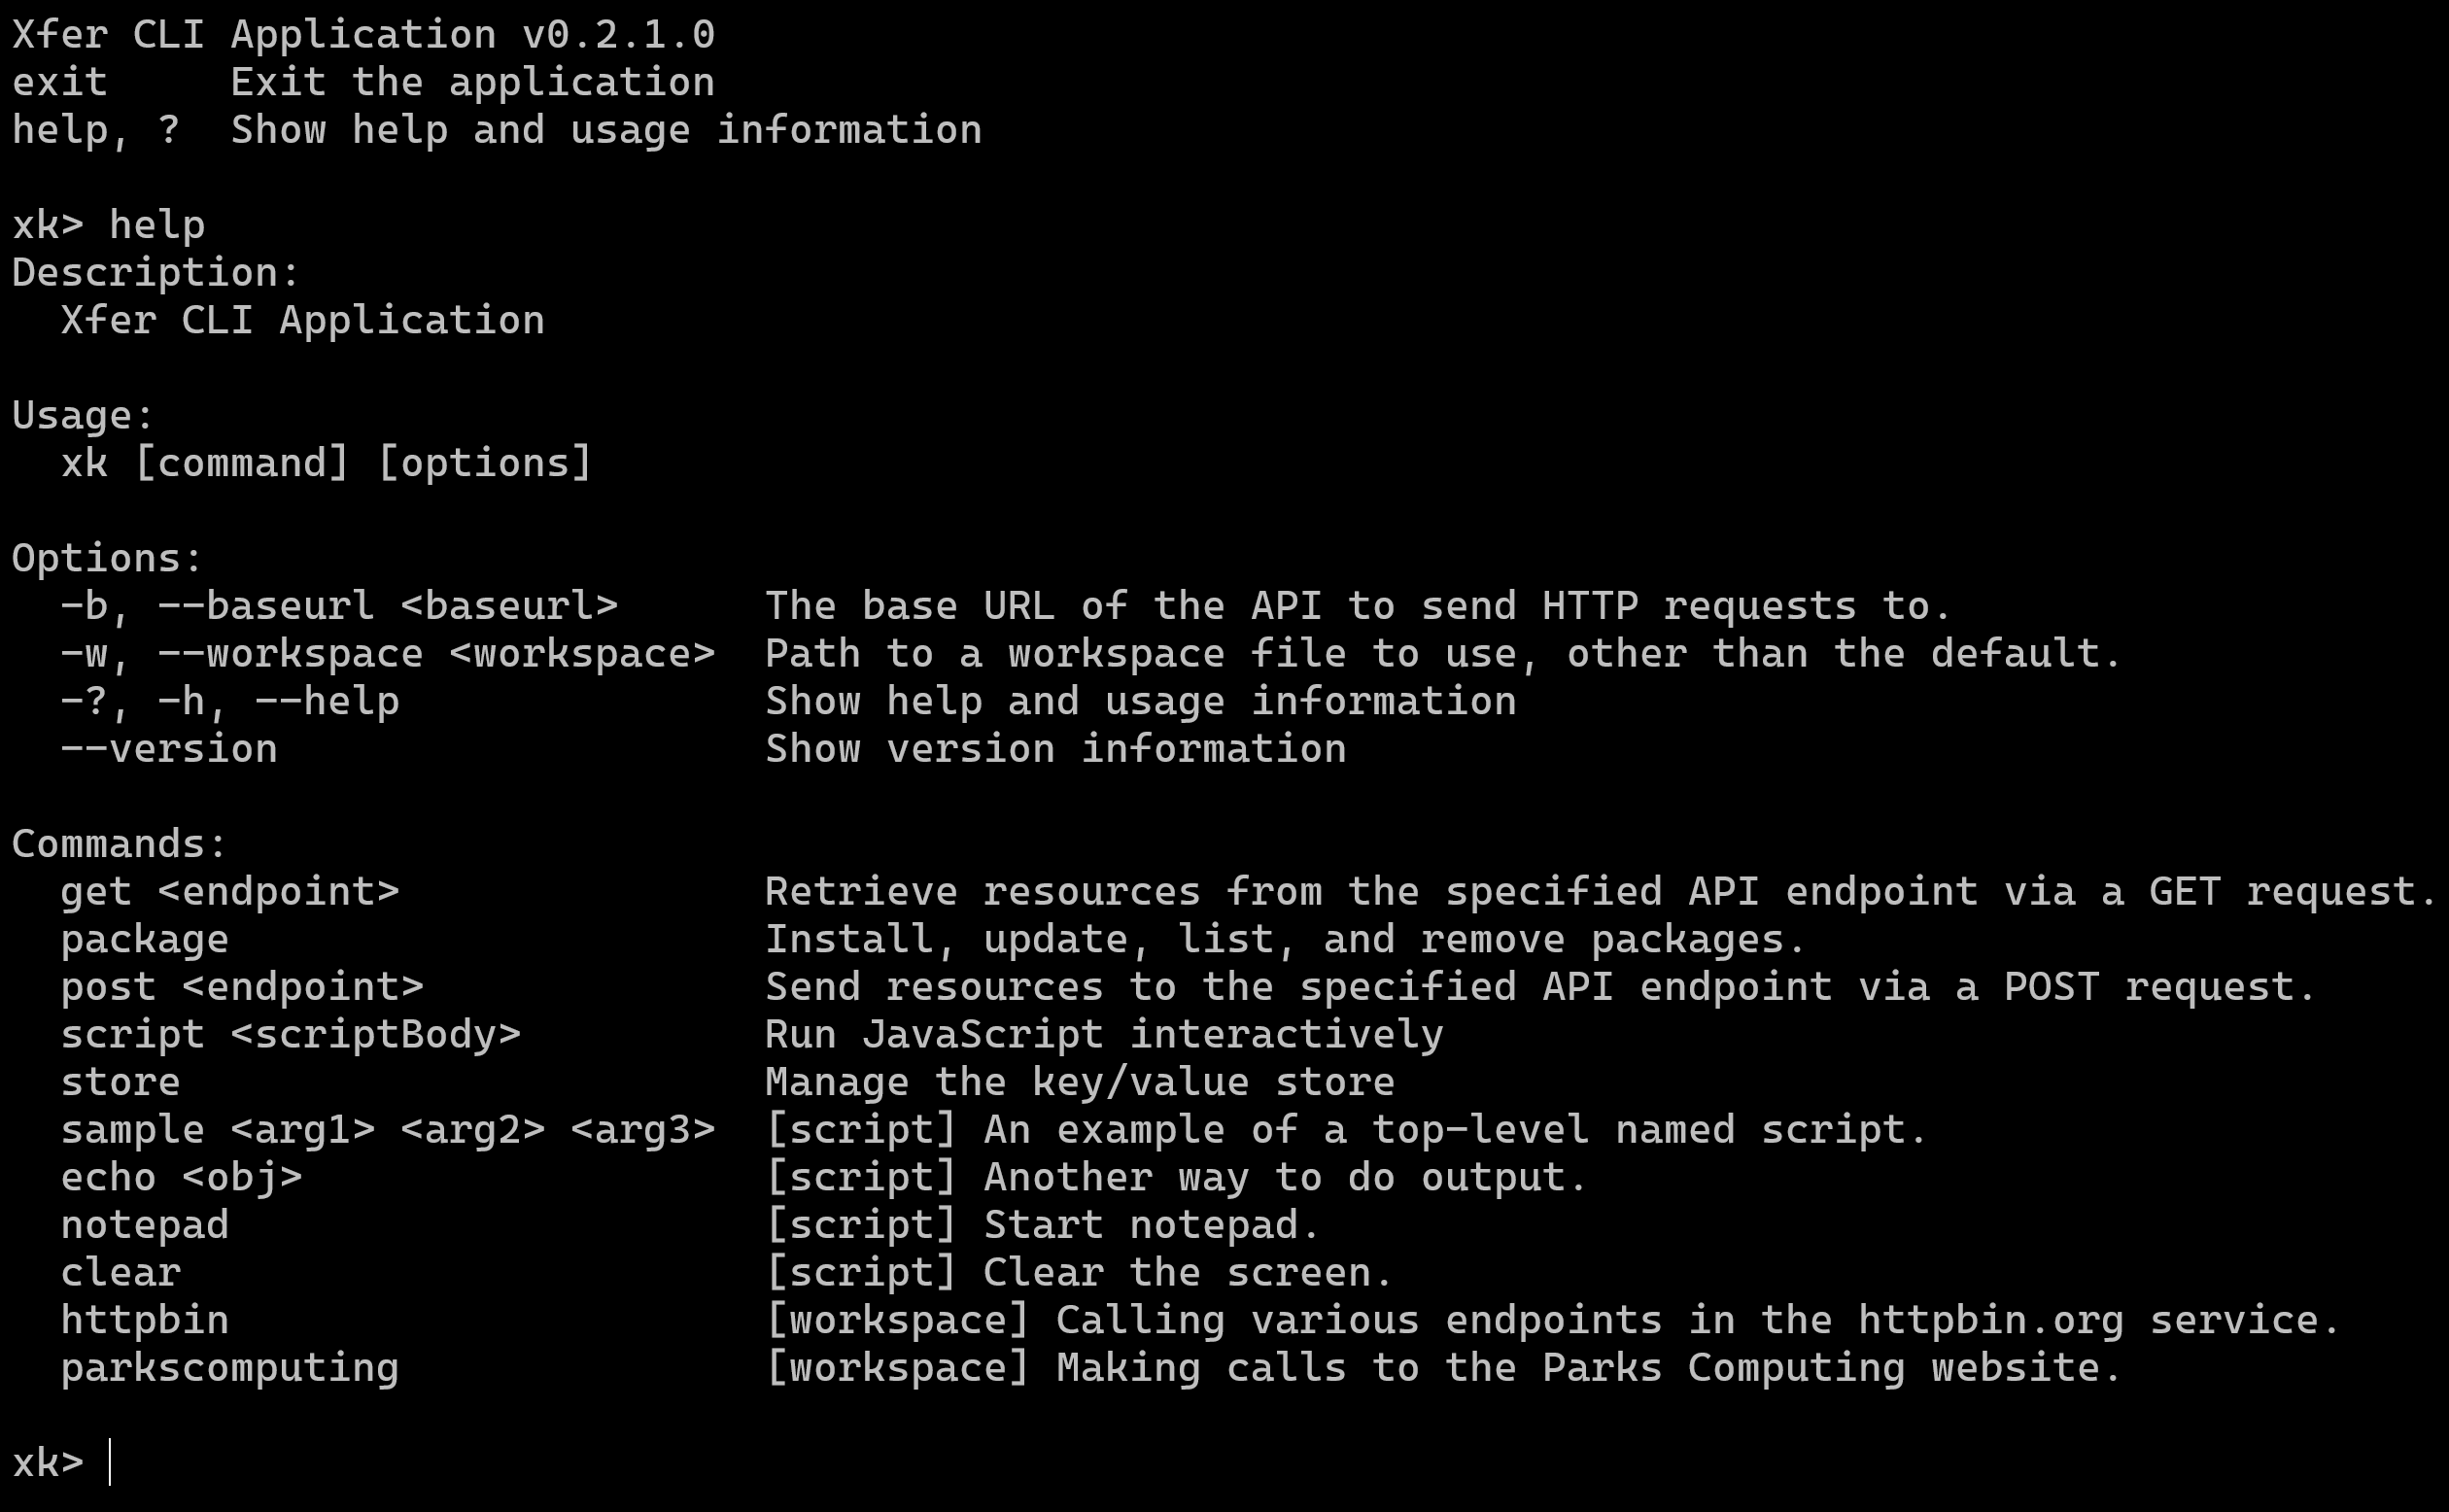 Xfer CLI Application v0.2.1.0
exit     Exit the application
help, ?  Show help and usage information

xk> help
Description:
  Xfer CLI Application

Usage:
  xk [command] [options]

Options:
  -b, --baseurl <baseurl>      The base URL of the API to send HTTP requests to.
  -w, --workspace <workspace>  Path to a workspace file to use, other than the default.
  -?, -h, --help               Show help and usage information
  --version                    Show version information

Commands:
  get <endpoint>               Retrieve resources from the specified API endpoint via a GET request.
  package                      Install, update, list, and remove packages.
  post <endpoint>              Send resources to the specified API endpoint via a POST request.
  script <scriptBody>          Run JavaScript interactively
  store                        Manage the key/value store
  sample <arg1> <arg2> <arg3>  [script] An example of a top-level named script.
  echo <obj>                   [script] Another way to do output.
  notepad                      [script] Start notepad.
  clear                        [script] Clear the screen.
  httpbin                      [workspace] Calling various endpoints in the httpbin.org service.
  parkscomputing               [workspace] Making calls to the Parks Computing website.

xk>